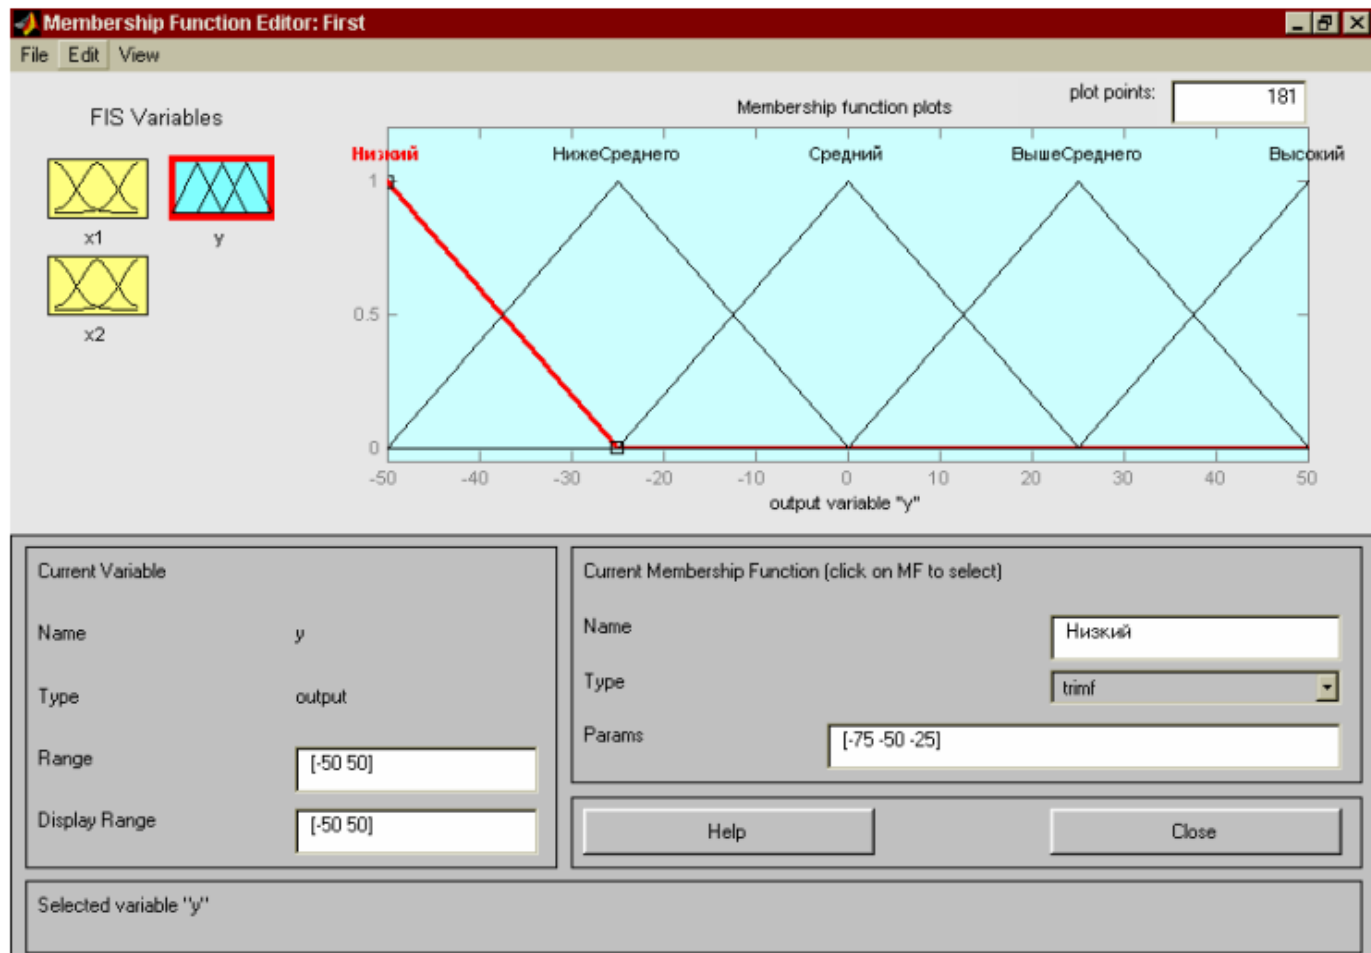 Membership Function Editor: First
File Edit View
FIS Variables
x1
y
x2
Membership function plots
plot points:
181
Низкий
НижеСреднего
Средний
ВышеСреднего
Высокий
1
0.5
0
-50 -40 -30 -20 -10 0 10 20 30 40 50
output variable "y"
Current Variable
Name y
Type output
Range [-50 50]
Display Range [-50 50]
Current Membership Function (click on MF to select)
Name Низкий
Type trimf
Params [-75 -50 -25]
Help Close
Selected variable "y"